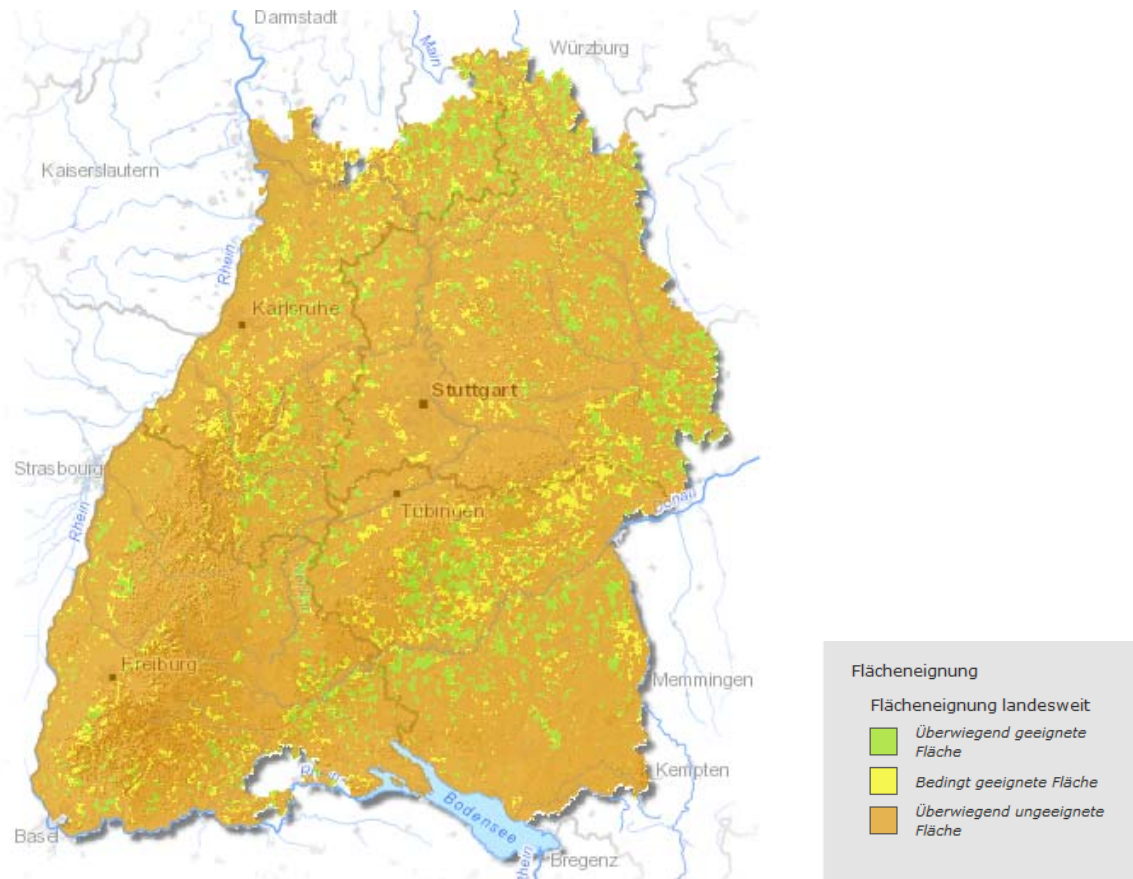 Darmstadt
Main
Würzburg
Kaiserslautern
Rhein
Karlsruhe
Stuttgart
Strasbourg
Rhein
Tübingen
Donau
Neckar
Freiburg
Memmingen
Rhein
Kempten
Basel
Bodensee
Bregenz
Rhein
Flächeneignung
Flächeneignung landesweit
Überwiegend geeignete
Fläche
Bedingt geeignete Fläche
Überwiegend ungeeignete
Fläche